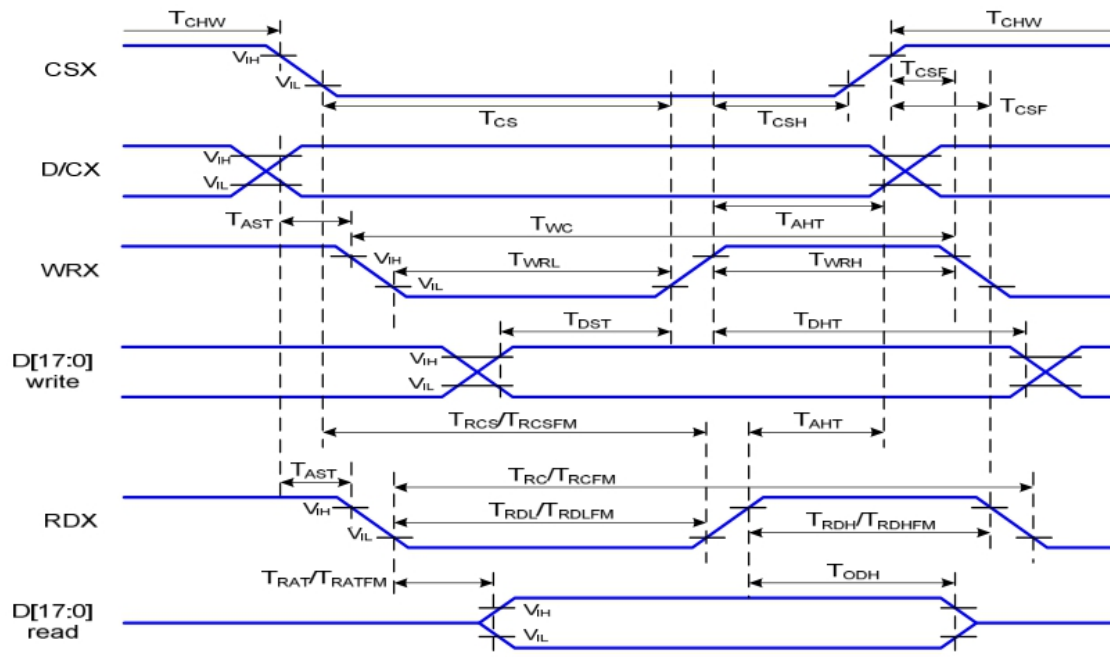 TCHW TCHW
CSX VIH TCSF
VIL TCS TCSH TCSF
D/CX VIH
VIL
TAST TWC TAHT
WRX VIH TWRL TWRH
VIL
TDST TDHT
D[17:0] VIH
write VIL
TRCS/TRCSFM TAHT
TAST TRC/TRCFM
RDX VIH TRDL/TRDLFM TRDH/TRDHFM
VIL
TRAT/TRATFM TODH
D[17:0] VIH
read VIL